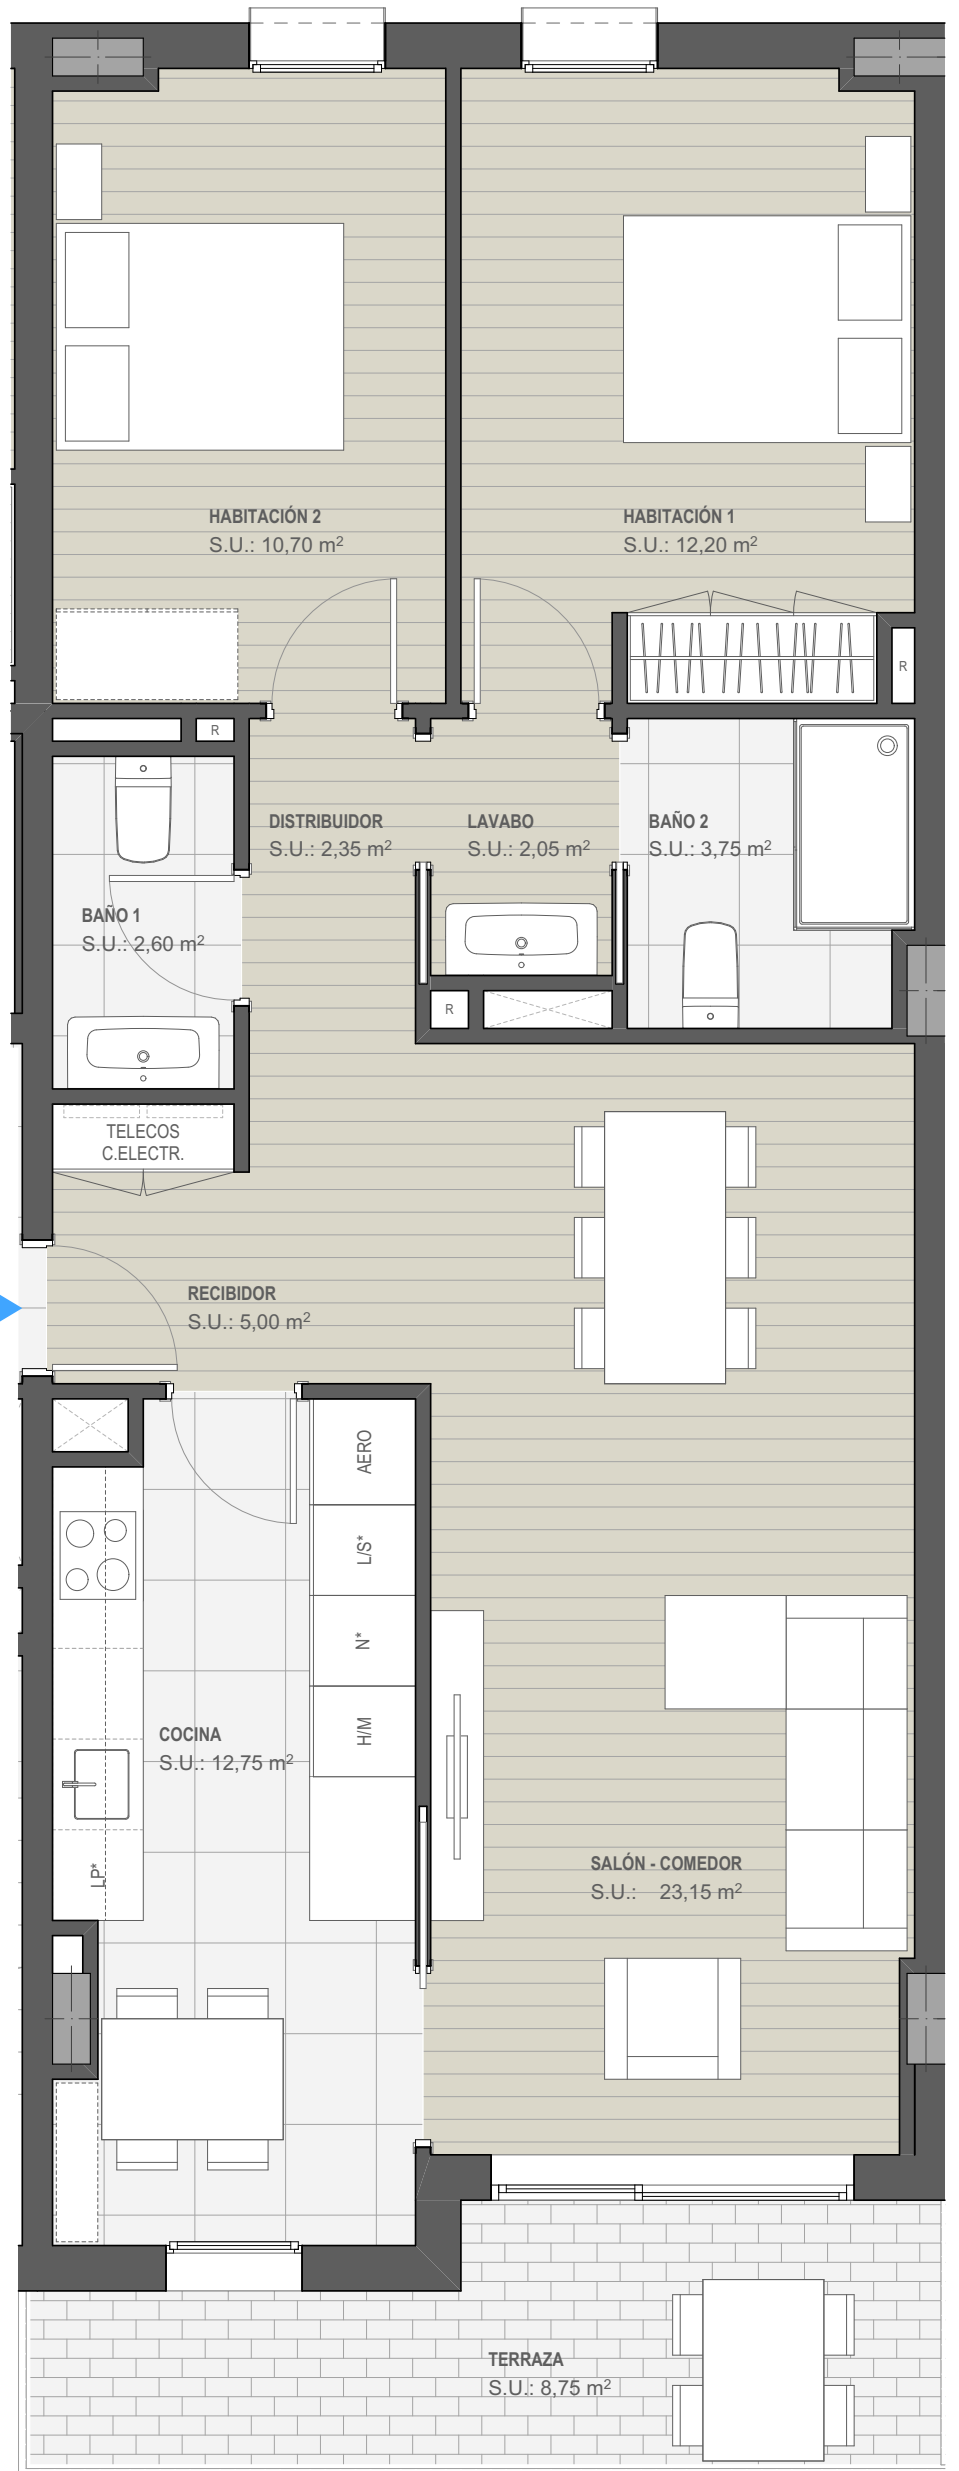 HABITACIÓN 2
S.U.: 10,70 m²
HABITACIÓN 1
S.U.: 12,20 m²
R
R
DISTRIBUIDOR
S.U.: 2,35 m²
LAVABO
S.U.: 2,05 m²
BAÑO 2
S.U.: 3,75 m²
BAÑO 1
S.U.: 2,60 m²
R
TELECOS
C.ELECTR.
RECIBIDOR
S.U.: 5,00 m²
AERO
L/S*
N*
H/M
COCINA
S.U.: 12,75 m²
LP*
SALÓN - COMEDOR
S.U.: 23,15 m²
TERRAZA
S.U.: 8,75 m²